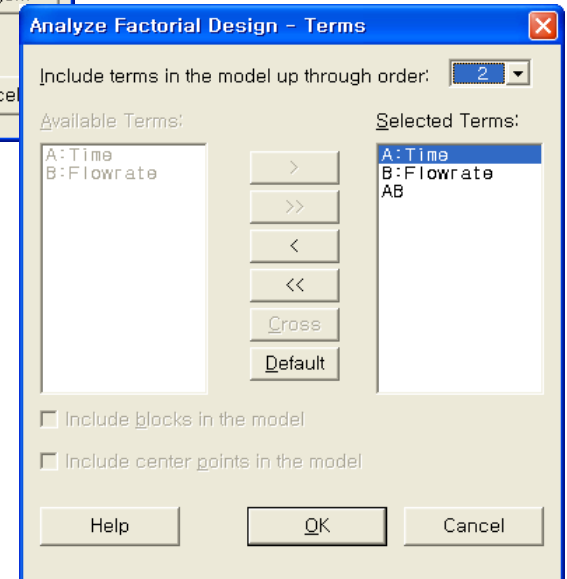 Analyze Factorial Design - Terms
Include terms in the model up through order: 2
Available Terms:
A:Time
B:Flowrate
>
>>
<
<<
Cross
Default
Selected Terms:
A:Time
B:Flowrate
AB
Include blocks in the model
Include center points in the model
Help
OK
Cancel